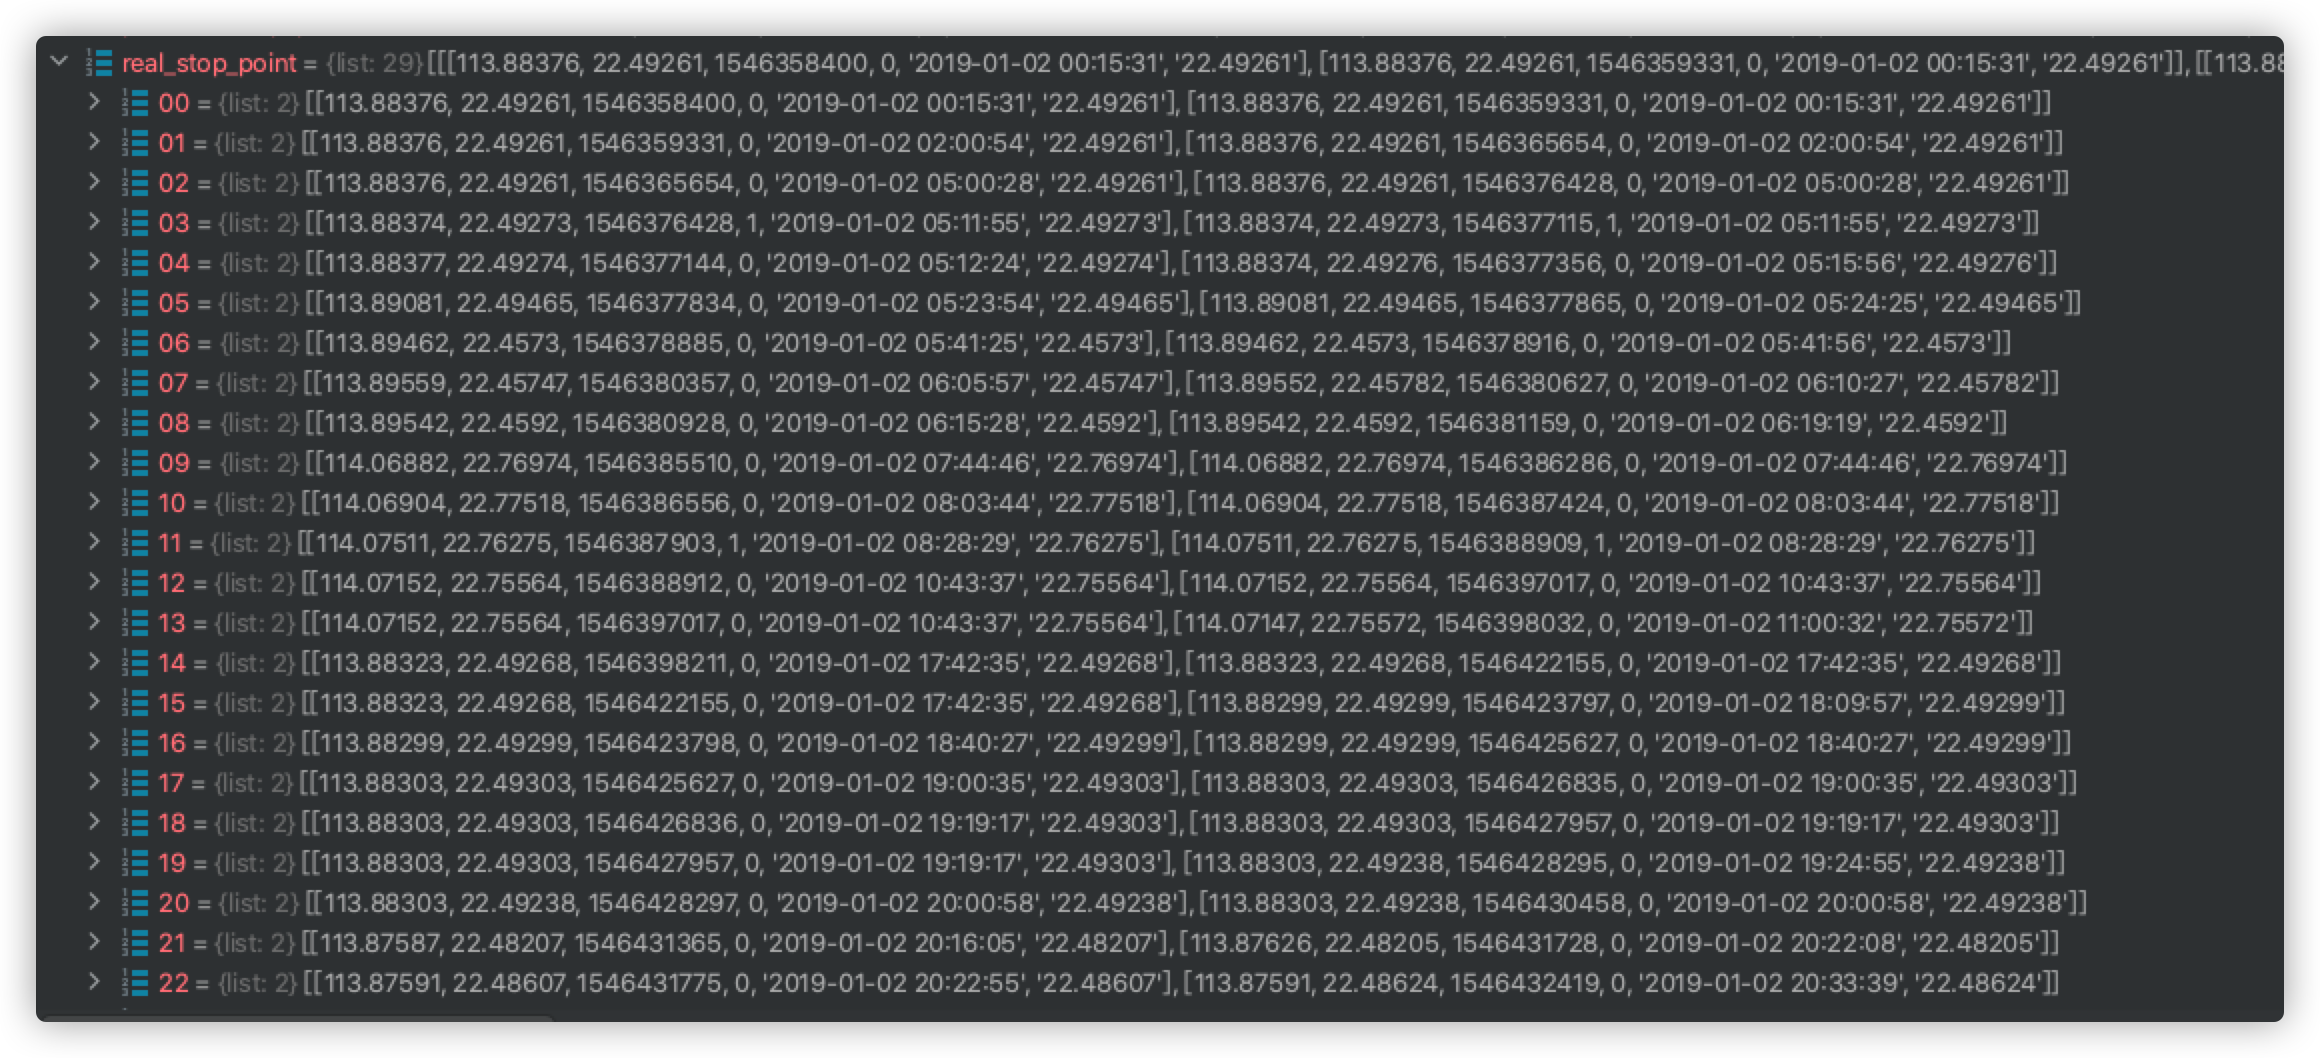 real_stop_point = {list: 29} [[[113.88376, 22.49261, 1546358400, 0, '2019-01-02 00:15:31', '22.49261'], [113.88376, 22.49261, 1546359331, 0, '2019-01-02 00:15:31', '22.49261']], [[113.88
00 = {list: 2} [[113.88376, 22.49261, 1546358400, 0, '2019-01-02 00:15:31', '22.49261'], [113.88376, 22.49261, 1546359331, 0, '2019-01-02 00:15:31', '22.49261']]
01 = {list: 2} [[113.88376, 22.49261, 1546359331, 0, '2019-01-02 02:00:54', '22.49261'], [113.88376, 22.49261, 1546365654, 0, '2019-01-02 02:00:54', '22.49261']]
02 = {list: 2} [[113.88376, 22.49261, 1546365654, 0, '2019-01-02 05:00:28', '22.49261'], [113.88376, 22.49261, 1546376428, 0, '2019-01-02 05:00:28', '22.49261']]
03 = {list: 2} [[113.88374, 22.49273, 1546376428, 1, '2019-01-02 05:11:55', '22.49273'], [113.88374, 22.49273, 1546377115, 1, '2019-01-02 05:11:55', '22.49273']]
04 = {list: 2} [[113.88377, 22.49274, 1546377144, 0, '2019-01-02 05:12:24', '22.49274'], [113.88374, 22.49276, 1546377356, 0, '2019-01-02 05:15:56', '22.49276']]
05 = {list: 2} [[113.89081, 22.49465, 1546377834, 0, '2019-01-02 05:23:54', '22.49465'], [113.89081, 22.49465, 1546377865, 0, '2019-01-02 05:24:25', '22.49465']]
06 = {list: 2} [[113.89462, 22.4573, 1546378885, 0, '2019-01-02 05:41:25', '22.4573'], [113.89462, 22.4573, 1546378916, 0, '2019-01-02 05:41:56', '22.4573']]
07 = {list: 2} [[113.89559, 22.45747, 1546380357, 0, '2019-01-02 06:05:57', '22.45747'], [113.89552, 22.45782, 1546380627, 0, '2019-01-02 06:10:27', '22.45782']]
08 = {list: 2} [[113.89542, 22.4592, 1546380928, 0, '2019-01-02 06:15:28', '22.4592'], [113.89542, 22.4592, 1546381159, 0, '2019-01-02 06:19:19', '22.4592']]
09 = {list: 2} [[114.06882, 22.76974, 1546385510, 0, '2019-01-02 07:44:46', '22.76974'], [114.06882, 22.76974, 1546386286, 0, '2019-01-02 07:44:46', '22.76974']]
10 = {list: 2} [[114.06904, 22.77518, 1546386556, 0, '2019-01-02 08:03:44', '22.77518'], [114.06904, 22.77518, 1546387424, 0, '2019-01-02 08:03:44', '22.77518']]
11 = {list: 2} [[114.07511, 22.76275, 1546387903, 1, '2019-01-02 08:28:29', '22.76275'], [114.07511, 22.76275, 1546388909, 1, '2019-01-02 08:28:29', '22.76275']]
12 = {list: 2} [[114.07152, 22.75564, 1546388912, 0, '2019-01-02 10:43:37', '22.75564'], [114.07152, 22.75564, 1546397017, 0, '2019-01-02 10:43:37', '22.75564']]
13 = {list: 2} [[114.07152, 22.75564, 1546397017, 0, '2019-01-02 10:43:37', '22.75564'], [114.07147, 22.75572, 1546398032, 0, '2019-01-02 11:00:32', '22.75572']]
14 = {list: 2} [[113.88323, 22.49268, 1546398211, 0, '2019-01-02 17:42:35', '22.49268'], [113.88323, 22.49268, 1546422155, 0, '2019-01-02 17:42:35', '22.49268']]
15 = {list: 2} [[113.88323, 22.49268, 1546422155, 0, '2019-01-02 17:42:35', '22.49268'], [113.88299, 22.49299, 1546423797, 0, '2019-01-02 18:09:57', '22.49299']]
16 = {list: 2} [[113.88299, 22.49299, 1546423798, 0, '2019-01-02 18:40:27', '22.49299'], [113.88299, 22.49299, 1546425627, 0, '2019-01-02 18:40:27', '22.49299']]
17 = {list: 2} [[113.88303, 22.49303, 1546425627, 0, '2019-01-02 19:00:35', '22.49303'], [113.88303, 22.49303, 1546426835, 0, '2019-01-02 19:00:35', '22.49303']]
18 = {list: 2} [[113.88303, 22.49303, 1546426836, 0, '2019-01-02 19:19:17', '22.49303'], [113.88303, 22.49303, 1546427957, 0, '2019-01-02 19:19:17', '22.49303']]
19 = {list: 2} [[113.88303, 22.49303, 1546427957, 0, '2019-01-02 19:19:17', '22.49303'], [113.88303, 22.49238, 1546428295, 0, '2019-01-02 19:24:55', '22.49238']]
20 = {list: 2} [[113.88303, 22.49238, 1546428297, 0, '2019-01-02 20:00:58', '22.49238'], [113.88303, 22.49238, 1546430458, 0, '2019-01-02 20:00:58', '22.49238']]
21 = {list: 2} [[113.87587, 22.48207, 1546431365, 0, '2019-01-02 20:16:05', '22.48207'], [113.87626, 22.48205, 1546431728, 0, '2019-01-02 20:22:08', '22.48205']]
22 = {list: 2} [[113.87591, 22.48607, 1546431775, 0, '2019-01-02 20:22:55', '22.48607'], [113.87591, 22.48624, 1546432419, 0, '2019-01-02 20:33:39', '22.48624']]